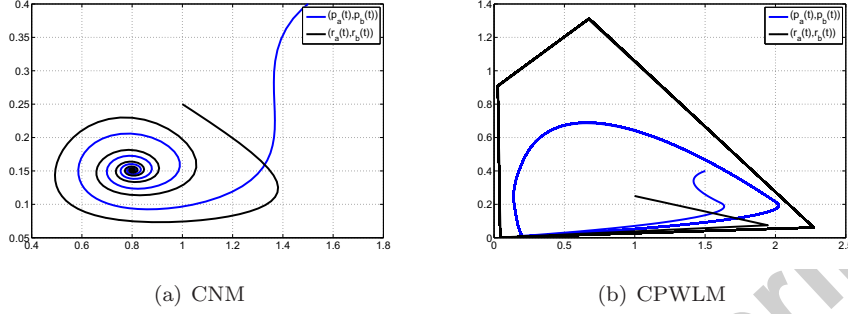 0.4
0.35
0.3
0.25
0.2
0.15
0.1
0.05
0.4 0.6 0.8 1 1.2 1.4 1.6 1.8
(p_a(t),p_b(t))
(r_a(t),r_b(t))
(a) CNM
1.4
1.2
1
0.8
0.6
0.4
0.2
0
0 0.5 1 1.5 2 2.5
(p_a(t),p_b(t))
(r_a(t),r_b(t))
(b) CPWLM